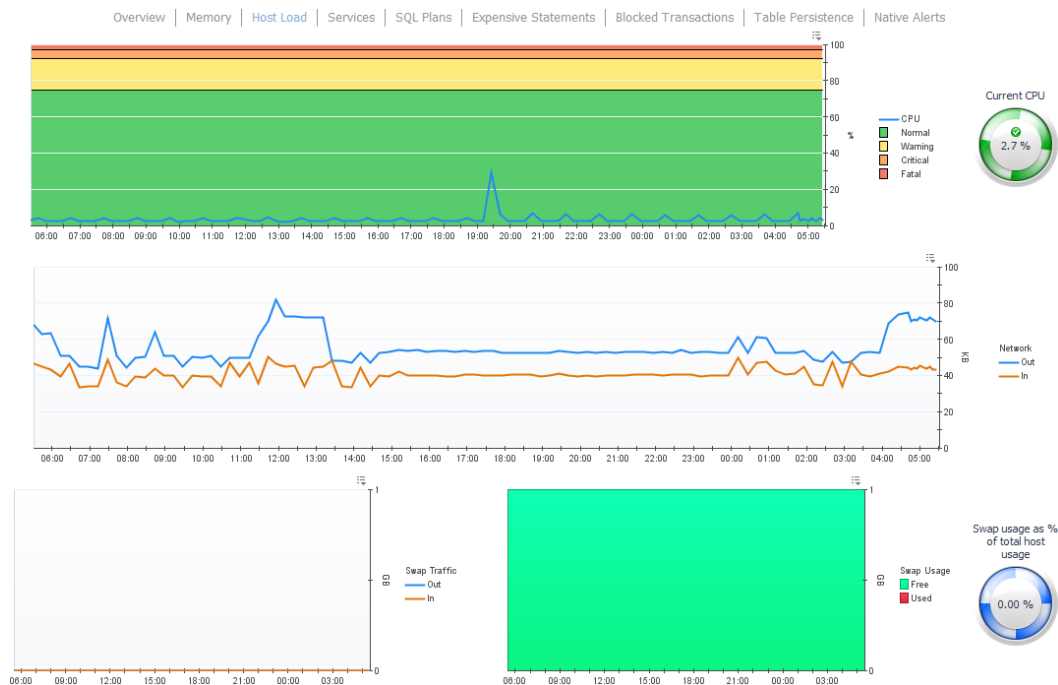 Overview Memory Host Load Services SQL Plans Expensive Statements Blocked Transactions Table Persistence Native Alerts
100
80
60
40
20
0
%
06:00 07:00 08:00 09:00 10:00 11:00 12:00 13:00 14:00 15:00 16:00 17:00 18:00 19:00 20:00 21:00 22:00 23:00 00:00 01:00 02:00 03:00 04:00 05:00
CPU
Normal
Warning
Critical
Fatal
Current CPU
2.7 %
100
80
60
40
20
0
KB
06:00 07:00 08:00 09:00 10:00 11:00 12:00 13:00 14:00 15:00 16:00 17:00 18:00 19:00 20:00 21:00 22:00 23:00 00:00 01:00 02:00 03:00 04:00 05:00
Network
Out
In
1
0
GB
06:00 09:00 12:00 15:00 18:00 21:00 00:00 03:00
Swap Traffic
Out
In
1
0
GB
06:00 09:00 12:00 15:00 18:00 21:00 00:00 03:00
Swap Usage
Free
Used
Swap usage as %
of total host
usage
0.00 %